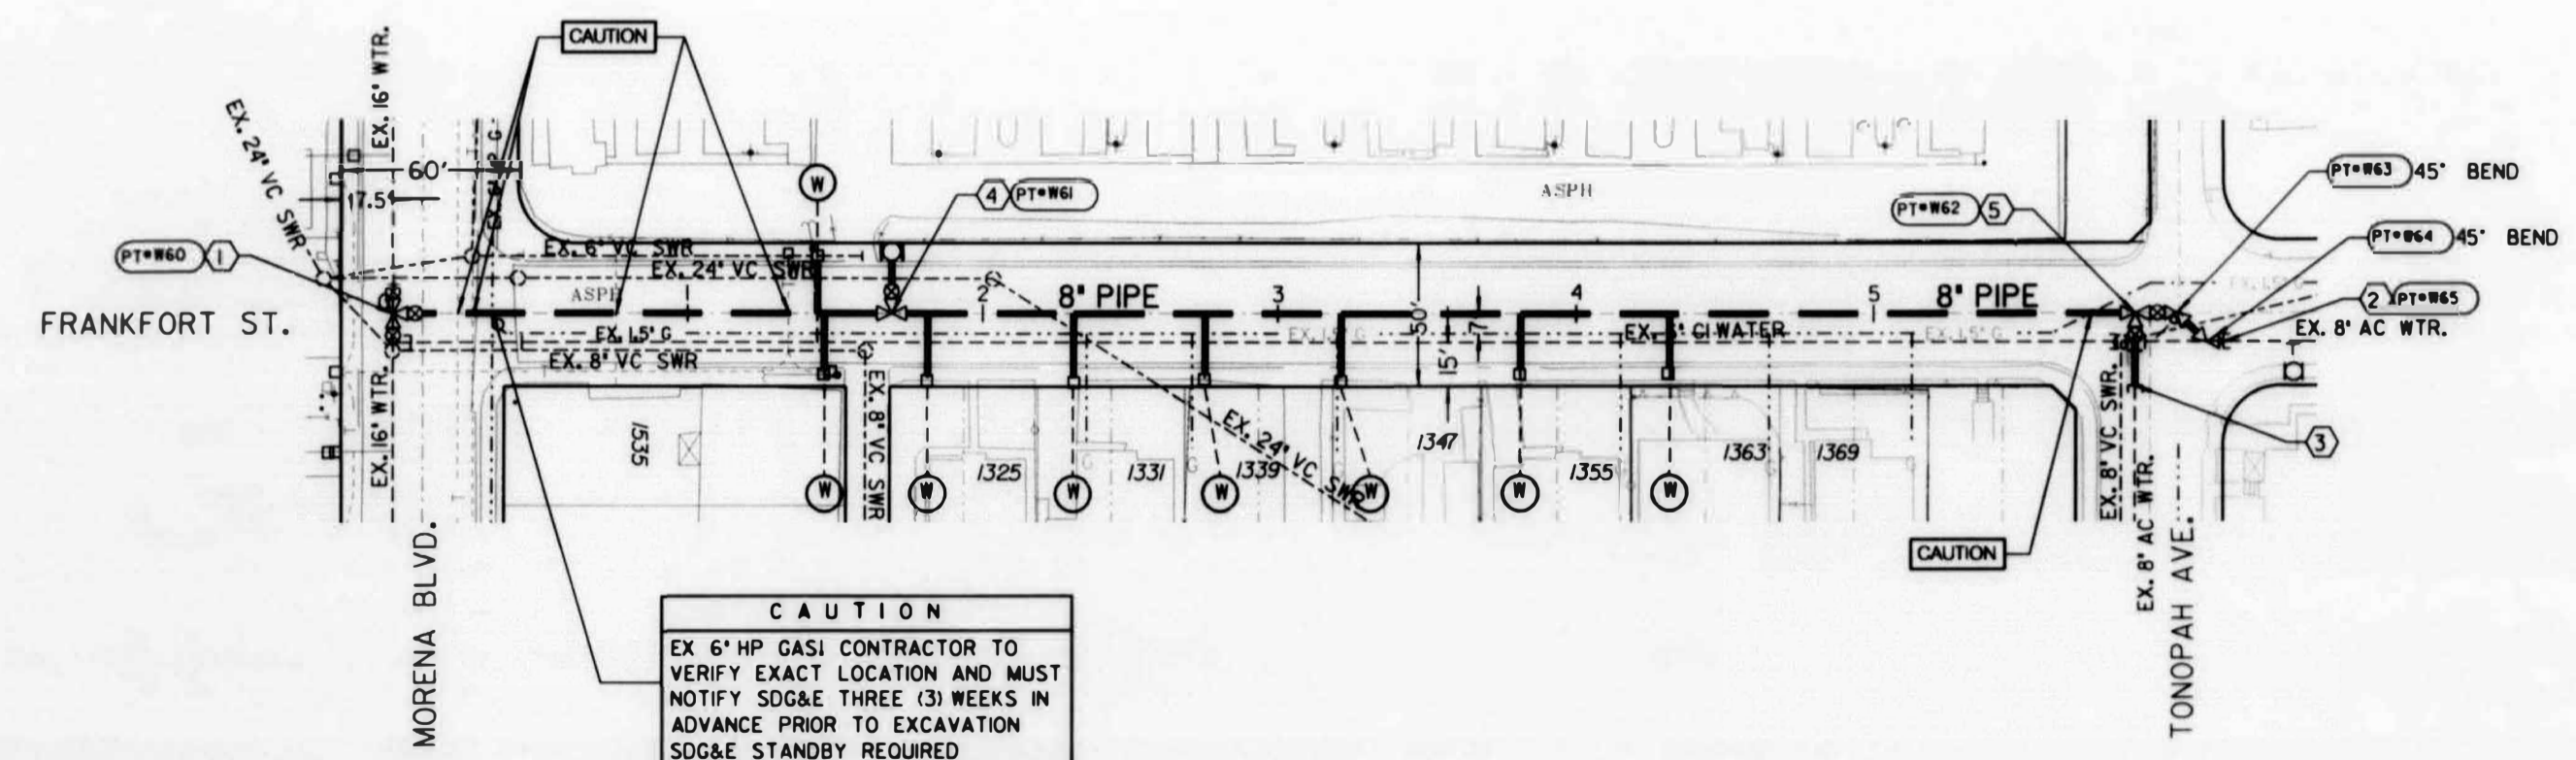 CAUTION
EX. 16" WTR.
EX. 24" VC SWR
60'
17.5'
W
4 PT#W61
ASPH
PT#W62 5
PT#W63 45° BEND
PT#W64 45° BEND
PT#W60 1
EX. 6" VC SWR
EX. 24" VC SWR
ASPH
2
8" PIPE
3
4
5
8" PIPE
2 PT#W65
FRANKFORT ST.
EX. 1.5" G
EX. 1.5" G
50'
7'
15'
EX. 6" CI WATER
EX. 1.5" G
EX. 8" AC WTR.
EX. 8" VC SWR
EX. 16" WTR.
EX. 8" VC SWR
EX. 24" VC SWR
1535
1325
1331
1339
1347
1355
1363
1369
W
W
W
W
W
W
W
EX. 8" VC SWR.
EX. 8" AC WTR.
3
CAUTION
MORENA BLVD.
TONOPAH AVE.
CAUTION
EX 6" HP GAS! CONTRACTOR TO
VERIFY EXACT LOCATION AND MUST
NOTIFY SDG&E THREE (3) WEEKS IN
ADVANCE PRIOR TO EXCAVATION
SDG&E STANDBY REQUIRED